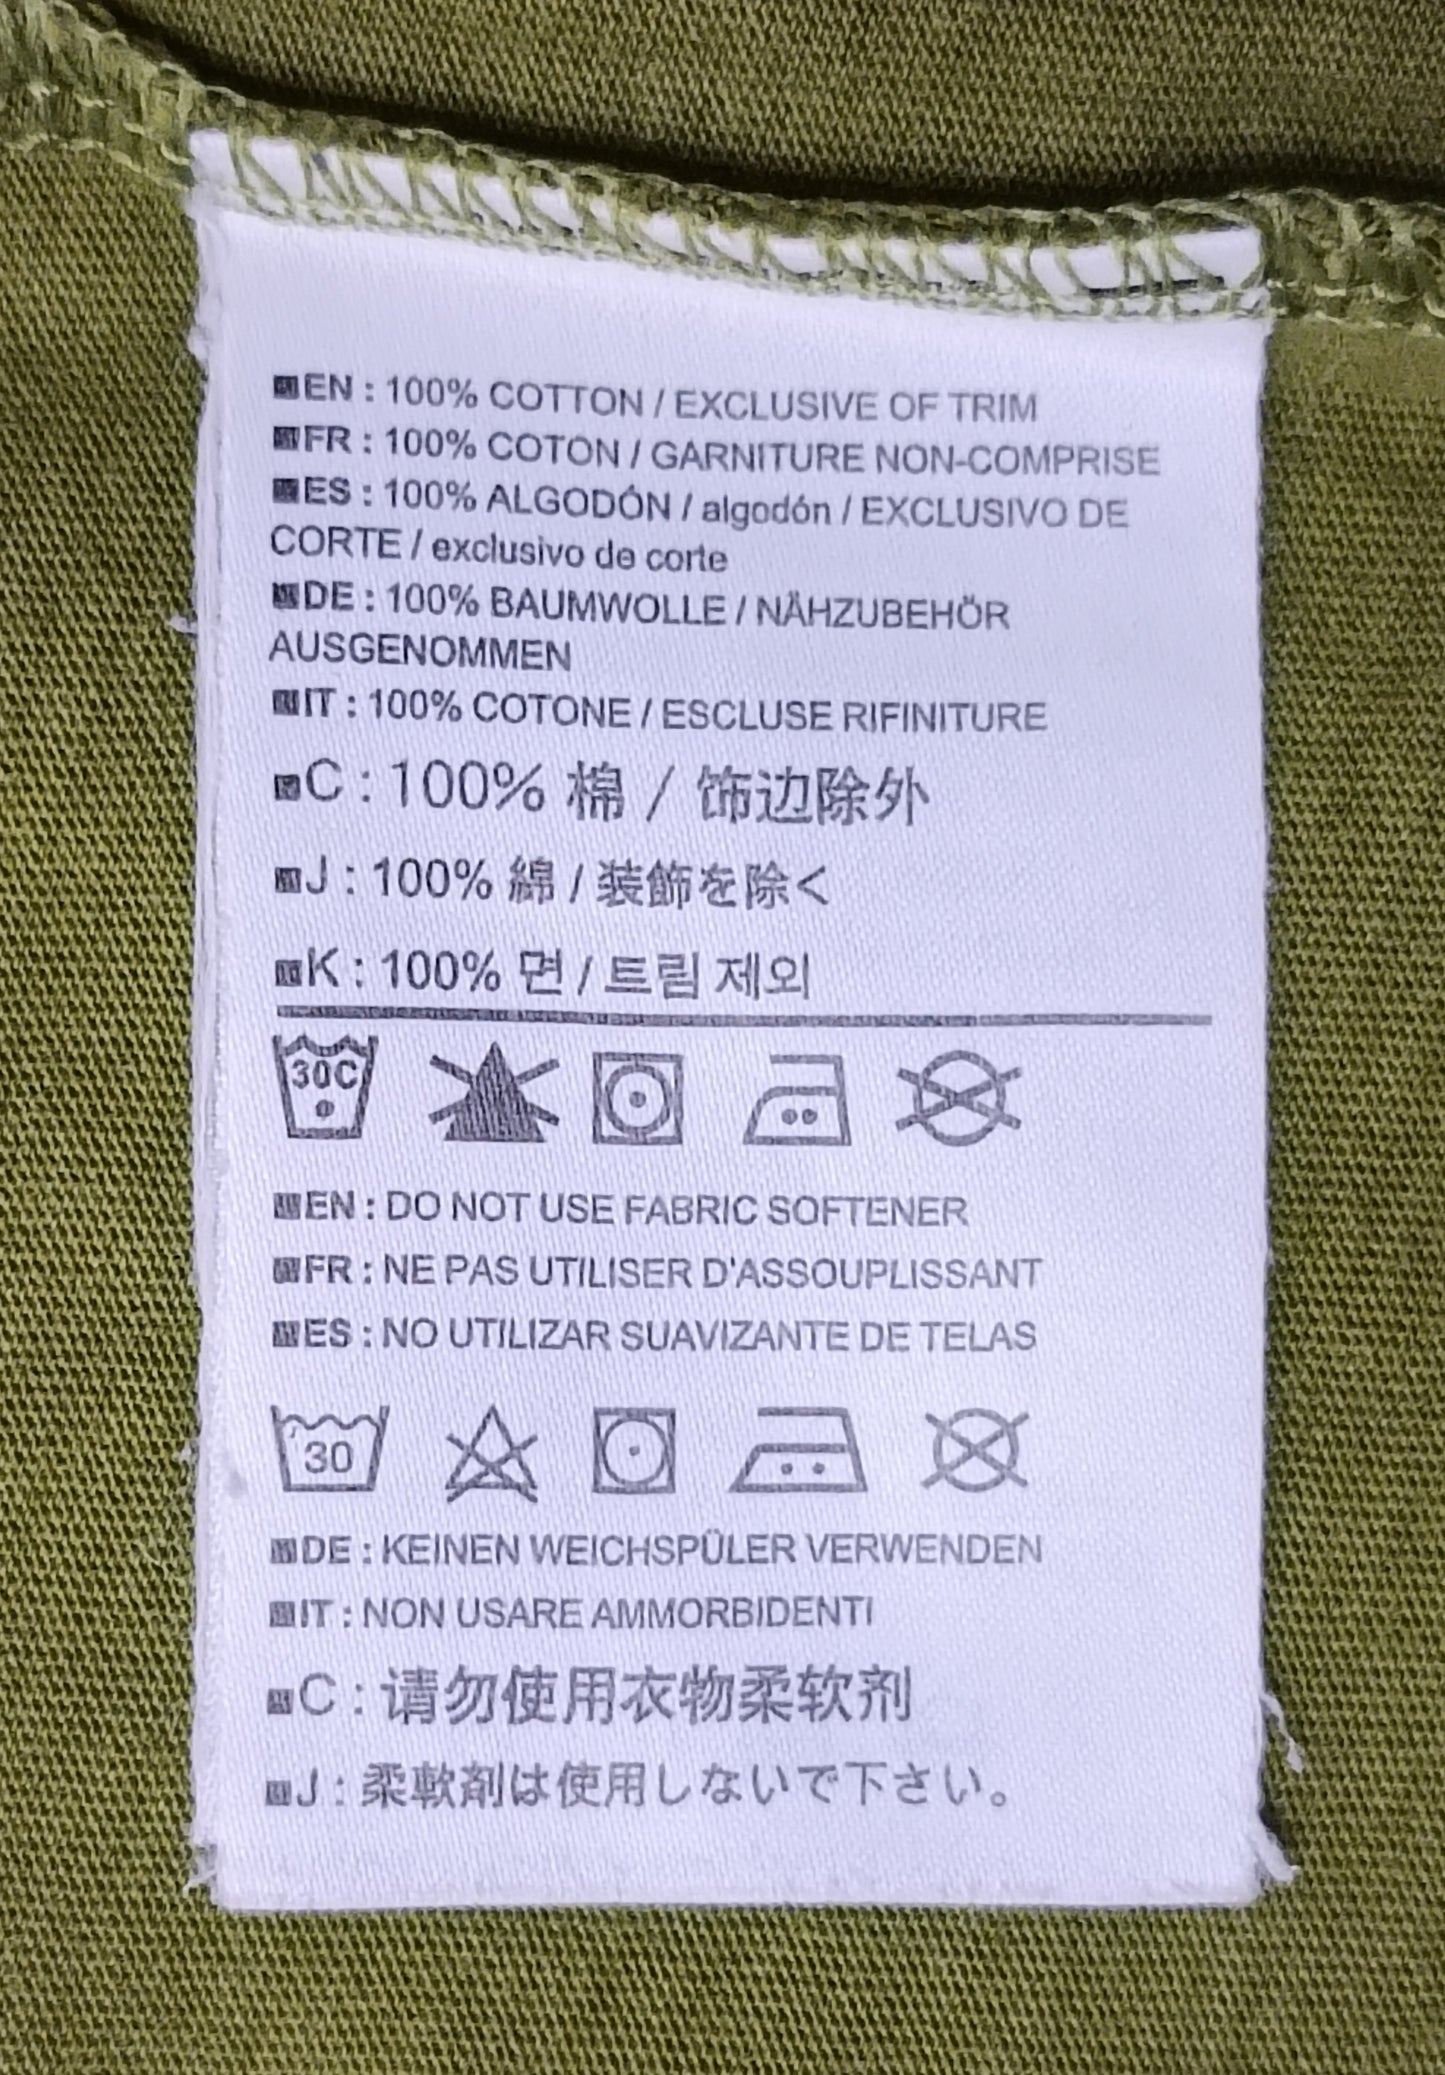 EN : 100% COTTON / EXCLUSIVE OF TRIM
FR : 100% COTON / GARNITURE NON-COMPRISE
ES : 100% ALGODÓN / algodón / EXCLUSIVO DE
CORTE / exclusivo de corte
DE : 100% BAUMWOLLE / NÄHZUBEHÖR
AUSGENOMMEN
IT : 100% COTONE / ESCLUSE RIFINITURE
C : 100% 棉 / 饰边除外
J : 100% 綿 / 装飾を除く
K : 100% 면 / 트림 제외
30C
EN : DO NOT USE FABRIC SOFTENER
FR : NE PAS UTILISER D'ASSOUPLISSANT
ES : NO UTILIZAR SUAVIZANTE DE TELAS
30
DE : KEINEN WEICHSPÜLER VERWENDEN
IT : NON USARE AMMORBIDENTI
C : 请勿使用衣物柔软剂
J : 柔軟剤は使用しないで下さい。